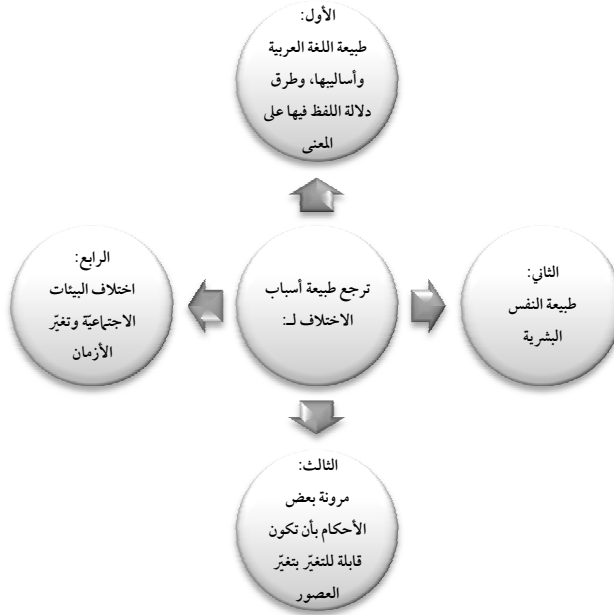 الأول:
طبيعة اللغة العربية
وأساليبها، وطرق
دلالة اللفظ فيها على
المعنى
ترجع طبيعة أسباب
الاختلاف لـ:
الثاني:
طبيعة النفس
البشرية
الثالث:
مرونة بعض
الأحكام بأن تكون
قابلة للتغيّر بتغيّر
العصور
الرابع:
اختلاف البيئات
الاجتماعيّة وتغيّر
الأزمان